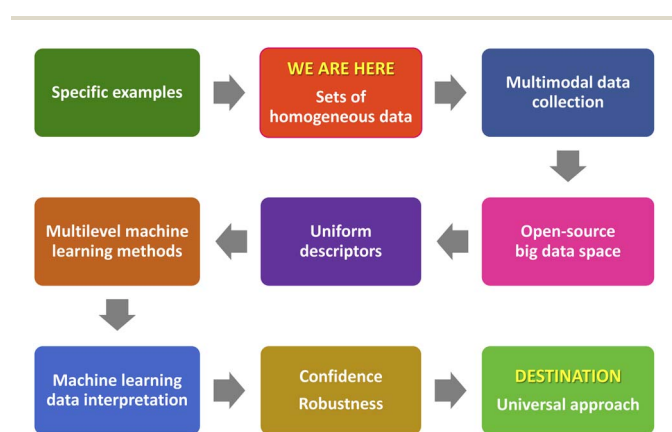 Specific examples
WE ARE HERE
Sets of
homogeneous data
Multimodal data
collection
Open-source
big data space
Uniform
descriptors
Multilevel machine
learning methods
Machine learning
data interpretation
Confidence
Robustness
DESTINATION
Universal approach